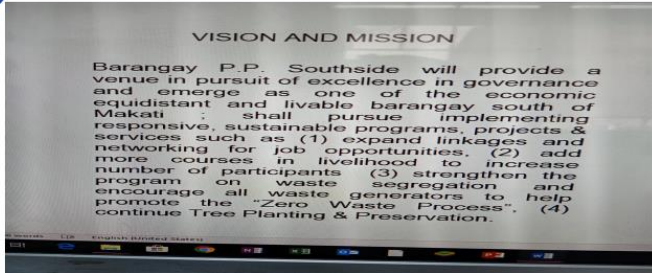 VISION AND MISSION
Barangay P.P. Southside will provide a
venue in pursuit of excellence in governance
and emerge as one of the economic
equidistant and livable barangay south of
Makati ; shall pursue implementing
responsive, sustainable programs, projects &
services such as (1) expand linkages and
networking for job opportunities, (2) add
more courses in livelihood to increase
number of participants (3) strengthen the
program on waste segregation and
encourage all waste generators to help
promote the "Zero Waste Process", (4)
continue Tree Planting & Preservation.
words English (United States)